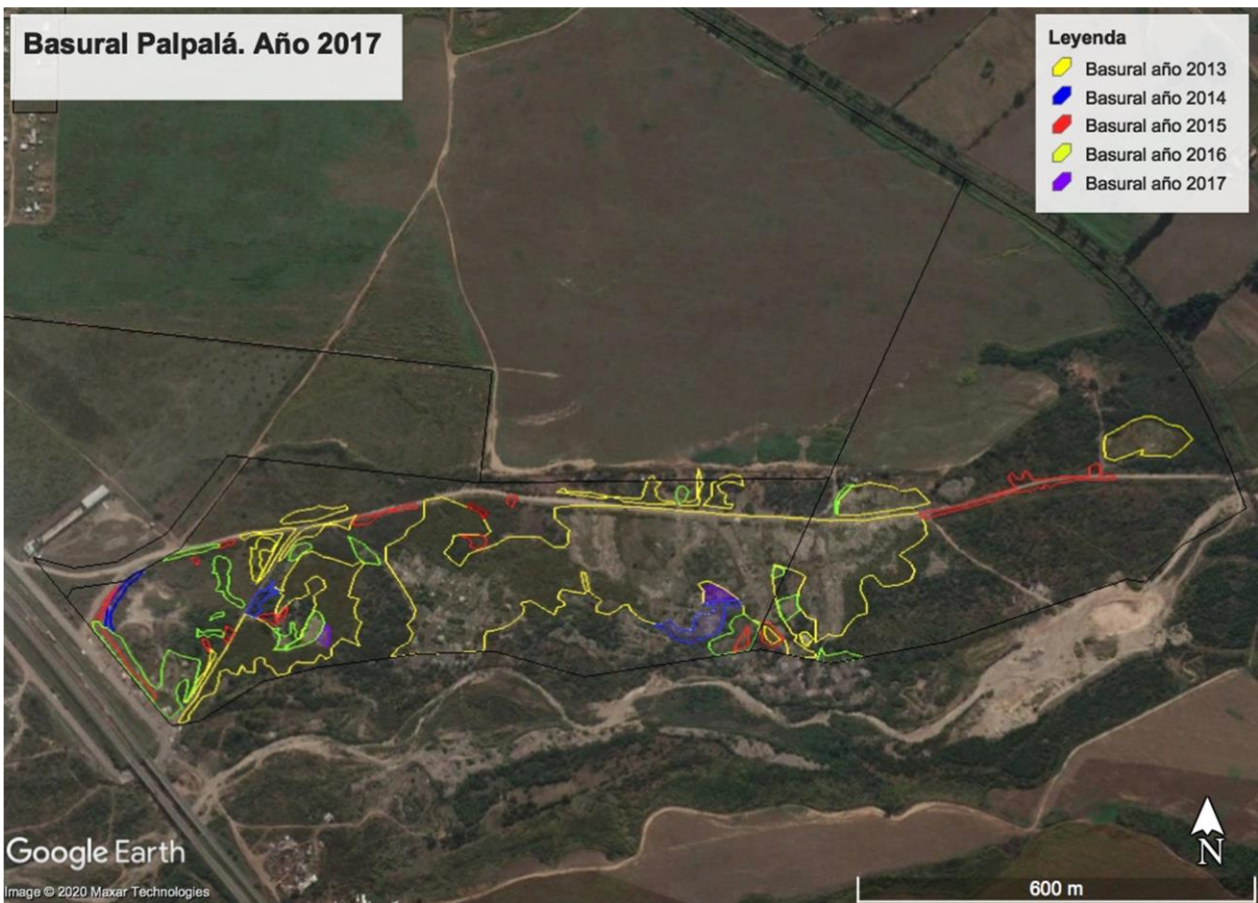 Basural Palpalá. Año 2017
Leyenda
Basural año 2013
Basural año 2014
Basural año 2015
Basural año 2016
Basural año 2017
Google Earth
Image © 2020 Maxar Technologies
N
600 m